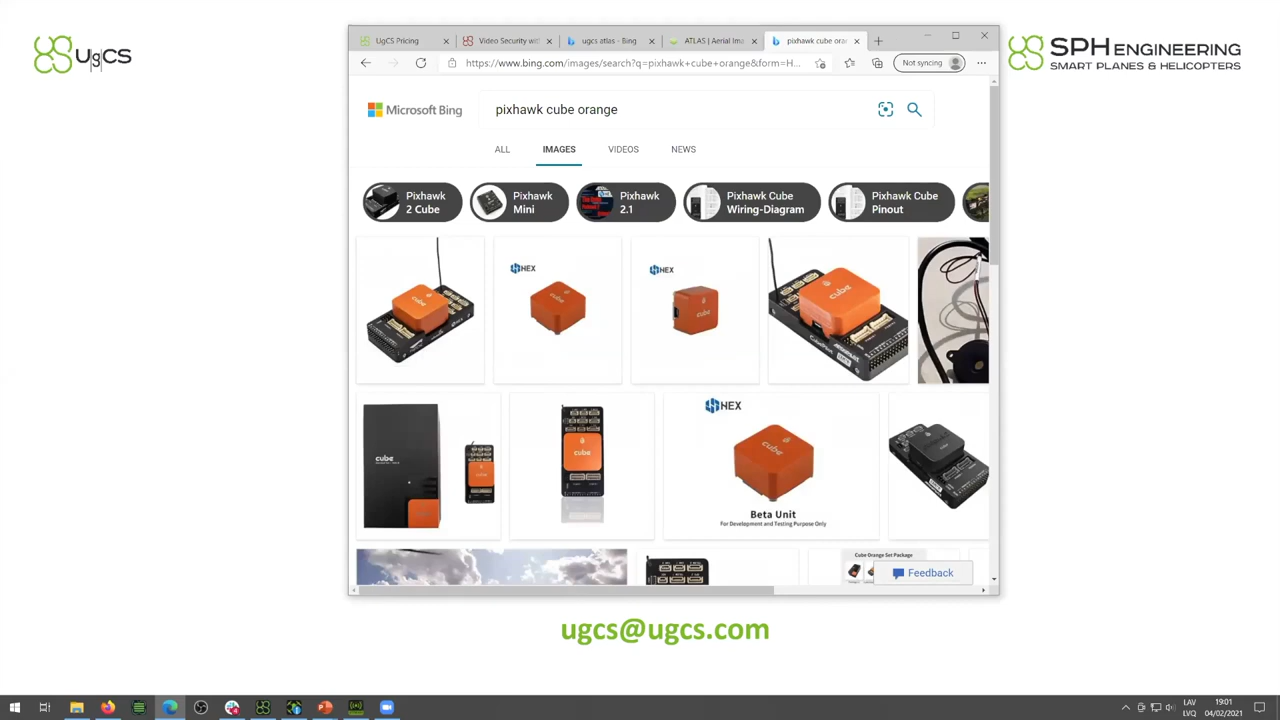 UgCS
SPH ENGINEERING
SMART PLANES & HELICOPTERS
UgCS Pricing
Video Security with
ugcs atlas - Bing
ATLAS | Aerial Ima
pixhawk cube oran
https://www.bing.com/images/search?q=pixhawk+cube+orange&form=H...
Not syncing
Microsoft Bing
pixhawk cube orange
ALL
IMAGES
VIDEOS
NEWS
Pixhawk
2 Cube
Pixhawk
Mini
Pixhawk
2.1
Pixhawk Cube
Wiring-Diagram
Pixhawk Cube
Pinout
cube
HEX
cube
HEX
cube
cube
cube
cube
cube
HEX
cube
Beta Unit
For Development and Testing Purpose Only
Cube Orange Set Package
Feedback
ugcs@ugcs.com
LAV
LVQ
19:01
04/02/2021